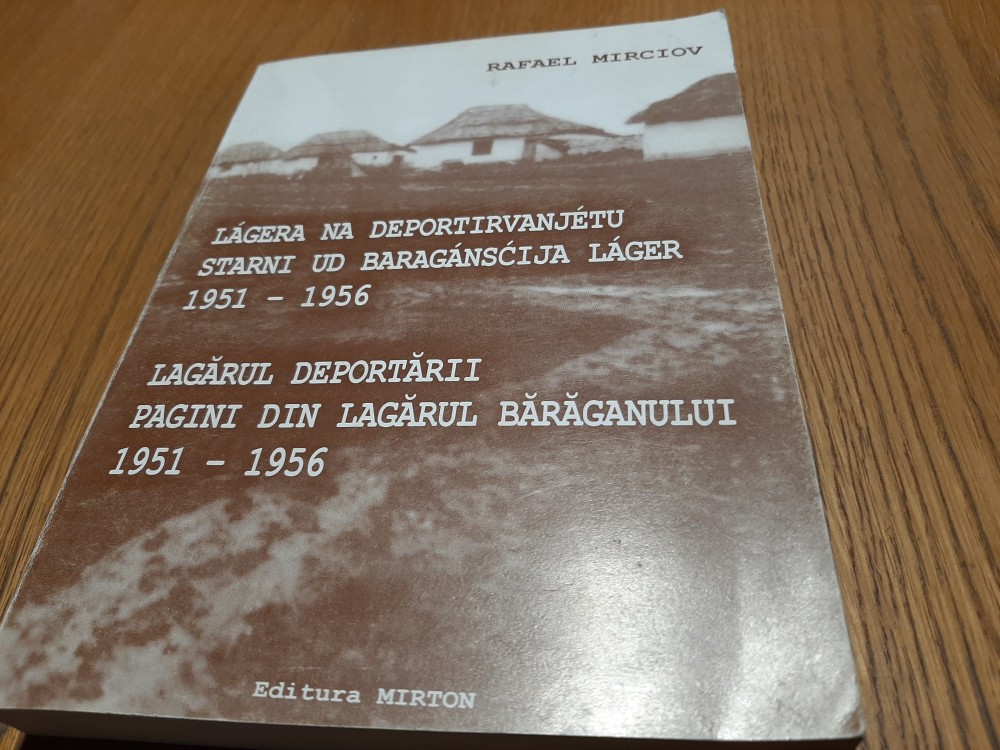 RAFAEL MIRCIOV
LÁGERA NA DEPORTIRVANJÉTU
STARNI UD BARAGÁNSĆIJA LÁGER
1951 - 1956
LAGĂRUL DEPORTĂRII
PAGINI DIN LAGĂRUL BĂRĂGANULUI
1951 - 1956
Editura MIRTON